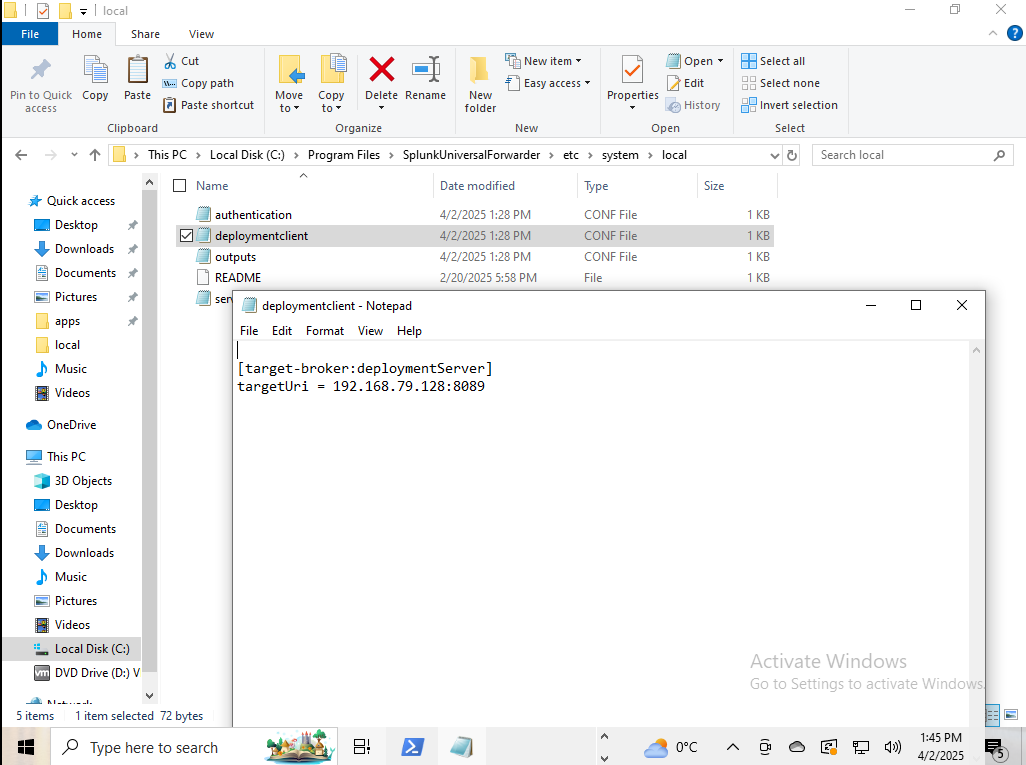 local
File Home Share View
Pin to Quick access
Copy
Paste
Cut
Copy path
Paste shortcut
Clipboard
Move to
Copy to
Delete
Rename
Organize
New folder
New item
Easy access
New
Properties
Open
Edit
History
Open
Select all
Select none
Invert selection
Select
This PC > Local Disk (C:) > Program Files > SplunkUniversalForwarder > etc > system > local
Search local
Quick access
Desktop
Downloads
Documents
Pictures
apps
local
Music
Videos
OneDrive
This PC
3D Objects
Desktop
Documents
Downloads
Music
Pictures
Videos
Local Disk (C:)
DVD Drive (D:) V
Network
Name Date modified Type Size
authentication 4/2/2025 1:28 PM CONF File 1 KB
deploymentclient 4/2/2025 1:28 PM CONF File 1 KB
outputs 4/2/2025 1:28 PM CONF File 1 KB
README 2/20/2025 5:58 PM File 1 KB
ser
deploymentclient - Notepad
File Edit Format View Help
[target-broker:deploymentServer]
targetUri = 192.168.79.128:8089
Activate Windows
Go to Settings to activate Windows.
5 items 1 item selected 72 bytes
Type here to search
0°C
1:45 PM
4/2/2025
5